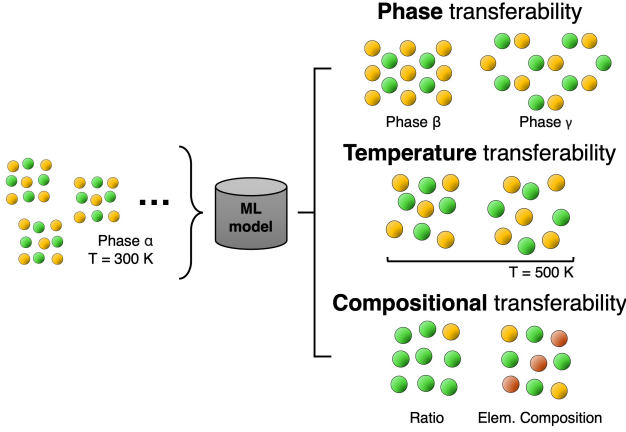 Phase transferability
Phase β
Phase γ
Temperature transferability
...
ML
model
Phase α
T = 300 K
T = 500 K
Compositional transferability
Ratio
Elem. Composition